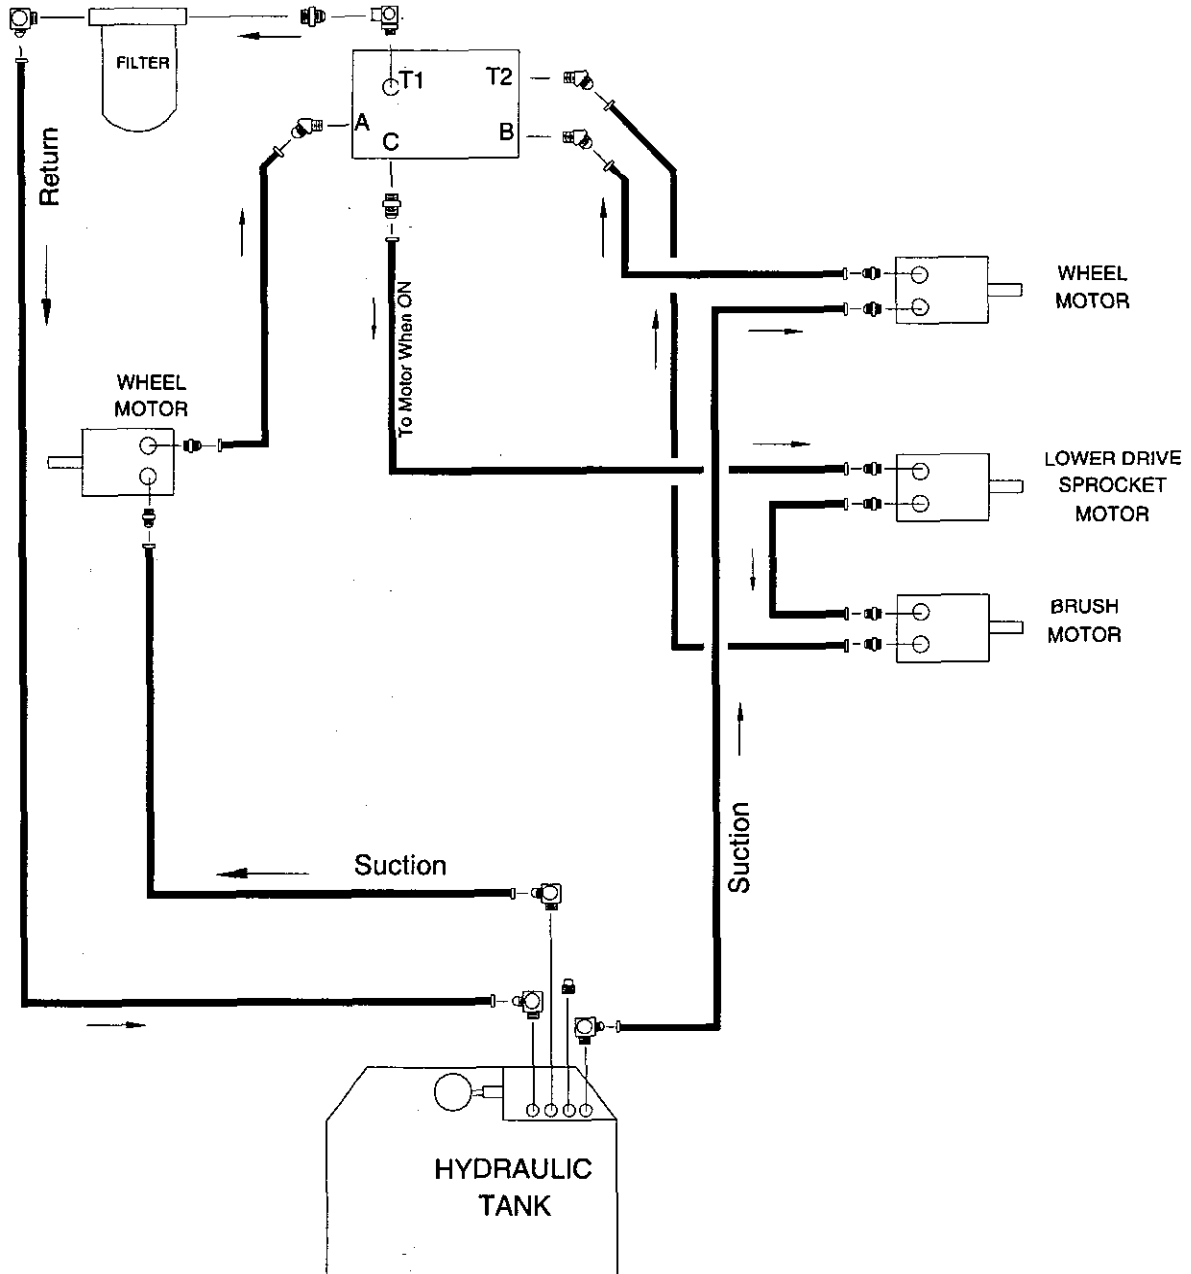 FILTER
T1
T2
A
B
C
Return
To Motor When ON
WHEEL
MOTOR
WHEEL
MOTOR
LOWER DRIVE
SPROCKET
MOTOR
BRUSH
MOTOR
Suction
Suction
HYDRAULIC
TANK